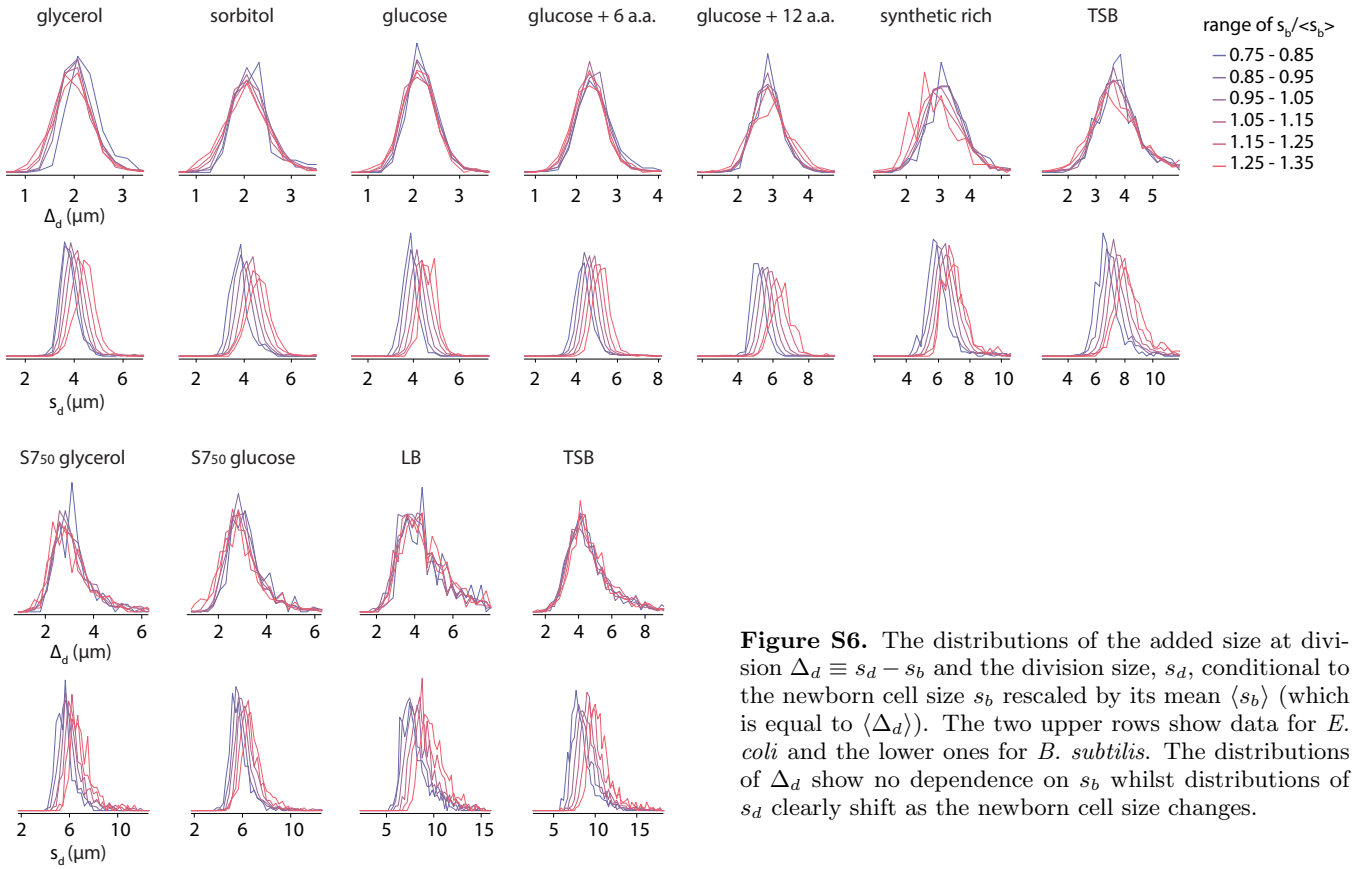 glycerol sorbitol glucose glucose + 6 a.a. glucose + 12 a.a. synthetic rich TSB
range of s_b/<s_b>
0.75 - 0.85
0.85 - 0.95
0.95 - 1.05
1.05 - 1.15
1.15 - 1.25
1.25 - 1.35
1 2 3 1 2 3 1 2 3 1 2 3 4 1 2 3 4 2 3 4 5 2 3 4 5
Δ_d (μm)
2 4 6 2 4 6 2 4 6 2 4 6 8 4 6 8 4 6 8 10 4 6 8 10
s_d (μm)
S7₅₀ glycerol S7₅₀ glucose LB TSB
2 4 6 2 4 6 2 4 6 2 4 6 8
Δ_d (μm)
2 6 10 2 6 10 5 10 15 5 10 15
s_d (μm)
Figure S6. The distributions of the added size at divi-
sion Δ_d ≡ s_d − s_b and the division size, s_d, conditional to
the newborn cell size s_b rescaled by its mean ⟨s_b⟩ (which
is equal to ⟨Δ_d⟩). The two upper rows show data for E.
coli and the lower ones for B. subtilis. The distributions
of Δ_d show no dependence on s_b whilst distributions of
s_d clearly shift as the newborn cell size changes.